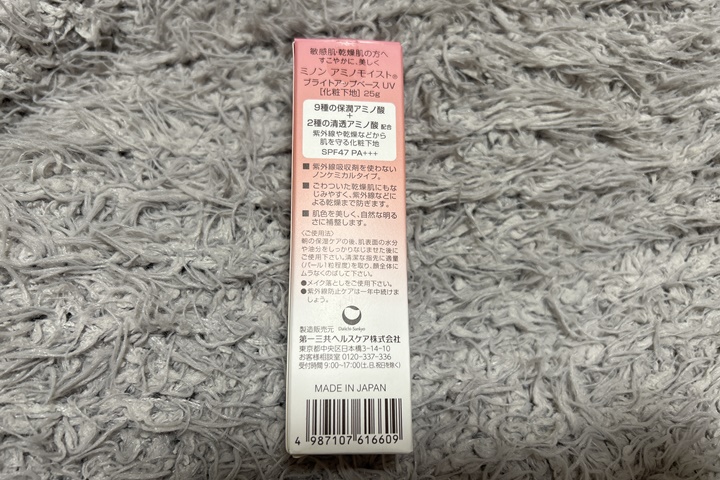 敏感肌・乾燥肌の方へ
すこやかに、美しく
ミノン アミノモイスト®
ブライトアップベース UV
[化粧下地] 25g
9種の保潤アミノ酸
+
2種の清透アミノ酸 配合
紫外線や乾燥などから
肌を守る化粧下地
SPF47 PA+++
■ 紫外線吸収剤を使わない
ノンケミカルタイプ。
■ ごわついた乾燥肌にもな
じみやすく、紫外線などに
よる乾燥まで防ぎます。
■ 肌色を美しく、自然な明る
さに補整します。
〈ご使用法〉
朝の保湿ケアの後、肌表面の水分
や油分をしっかりなじませた後に
ご使用下さい。清潔な指先に適量
(パール1粒程度)を取り、顔全体に
ムラなくのばして下さい。
●メイク落としをご使用下さい。
●紫外線防止ケアは一年中続けま
しょう。
Daiichi Sankyo
製造販売元
第一三共ヘルスケア株式会社
東京都中央区日本橋3-14-10
お客様相談室 0120-337-336
受付時間 9:00~17:00(土、日、祝日を除く)
MADE IN JAPAN
4 987107 616609